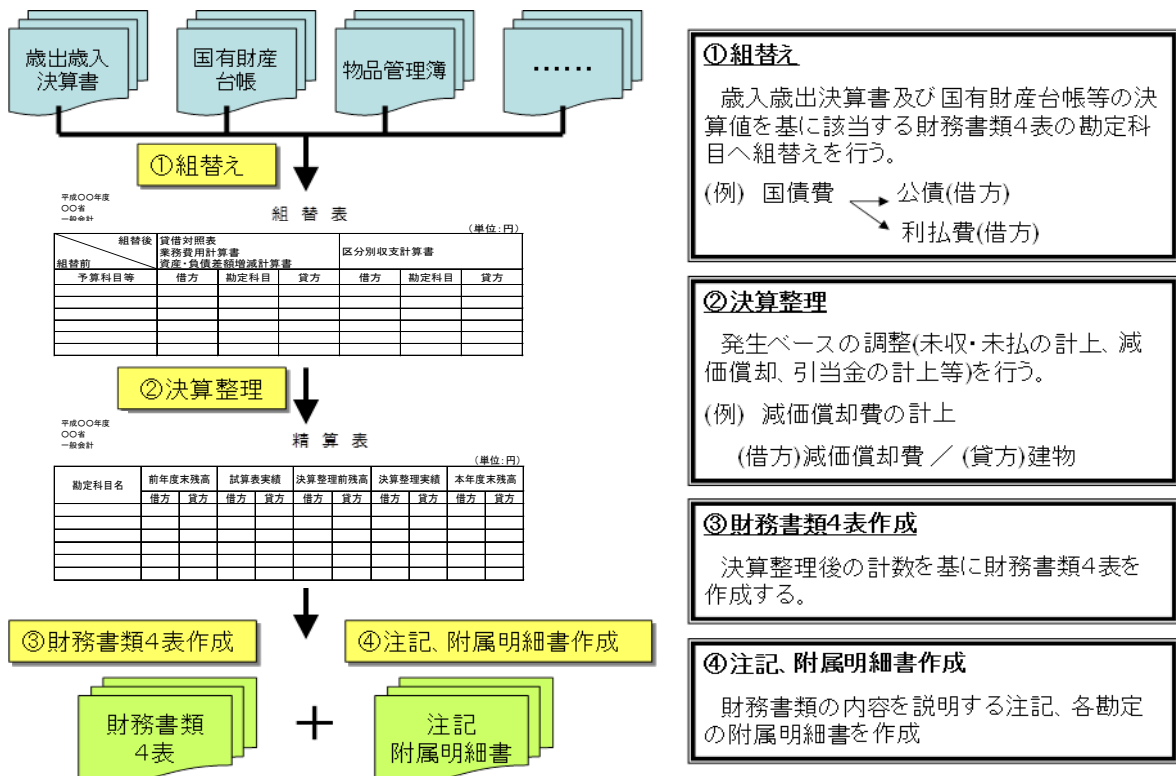 歳出歳入
決算書
国有財産
台帳
物品管理簿
……
①組替え
平成〇〇年度
〇〇省
一般会計
組 替 表
(単位:円)
組替後
組替前
貸借対照表
業務費用計算書
資産・負債差額増減計算書
区分別収支計算書
予算科目等 借方 勘定科目 貸方 借方 勘定科目 貸方
②決算整理
平成〇〇年度
〇〇省
一般会計
精 算 表
(単位:円)
勘定科目名 前年度末残高 試算表実績 決算整理前残高 決算整理実績 本年度末残高
借方 貸方 借方 貸方 借方 貸方 借方 貸方 借方 貸方
③財務書類4表作成
④注記、附属明細書作成
財務書類
4表
+
注記
附属明細書
①組替え
歳入歳出決算書及び国有財産台帳等の決
算値を基に該当する財務書類4表の勘定科
目へ組替えを行う。
(例) 国債費 → 公債(借方)
利払費(借方)
②決算整理
発生ベースの調整(未収・未払の計上、減
価償却、引当金の計上等)を行う。
(例) 減価償却費の計上
(借方)減価償却費 / (貸方)建物
③財務書類4表作成
決算整理後の計数を基に財務書類4表を
作成する。
④注記、附属明細書作成
財務書類の内容を説明する注記、各勘定
の附属明細書を作成